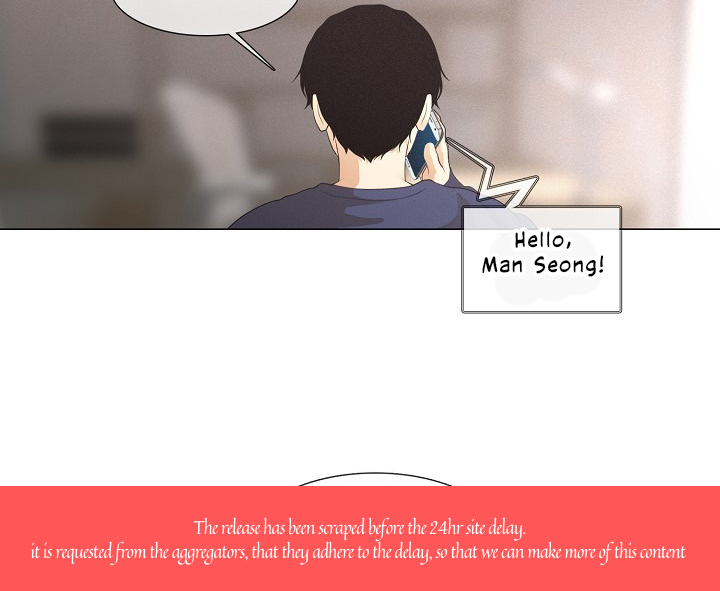 Hello,
Man Seong!
The release has been scraped before the 24hr site delay.
it is requested from the aggregators, that they adhere to the delay, so that we can make more of this content